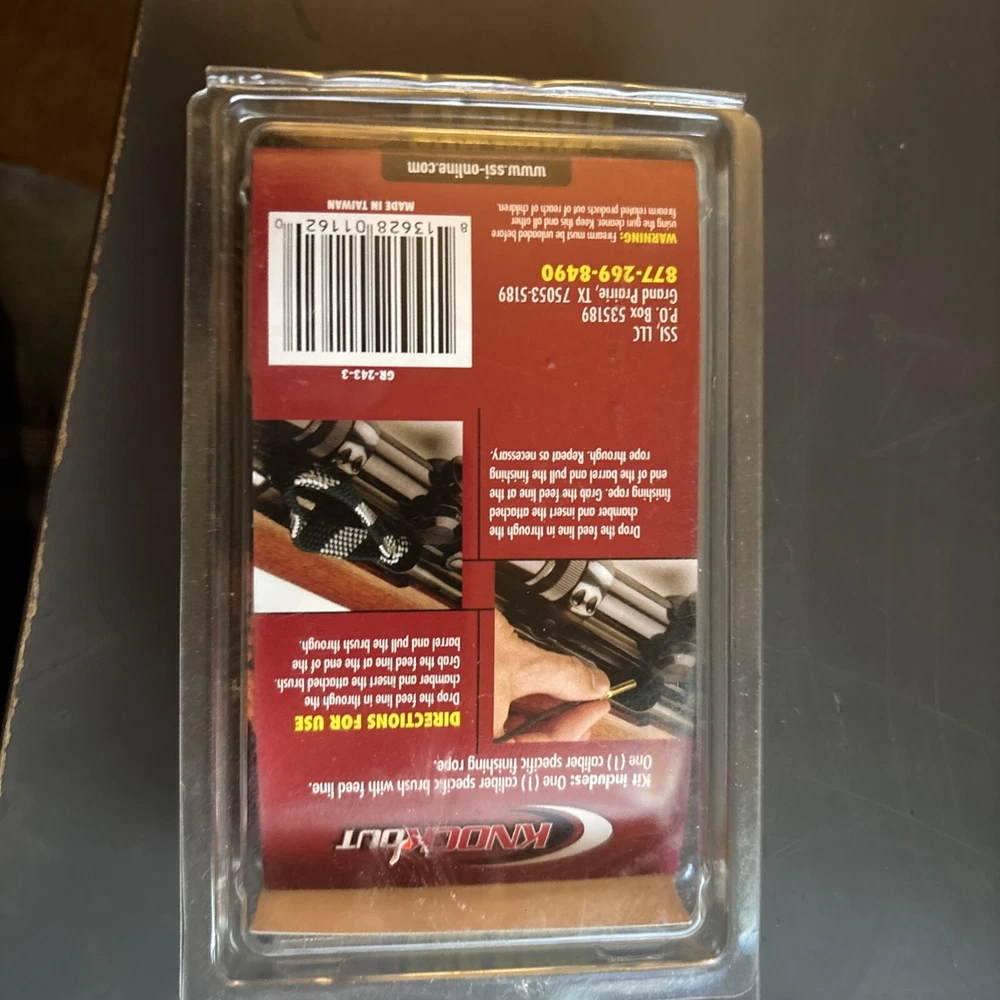 KNOCKOUT
Kit includes: One (1) caliber specific brush with feed line.
One (1) caliber specific finishing rope.
DIRECTIONS FOR USE
Drop the feed line in through the
chamber and insert the attached brush.
Grab the feed line at the end of the
barrel and pull the brush through.
Drop the feed line in through the
chamber and insert the attached
finishing rope. Grab the feed line at the
end of the barrel and pull the finishing
rope through. Repeat as necessary.
SSI, LLC
P.O. Box 535189
Grand Prairie, TX 75053-5189
877-269-8490
WARNING: Firearm must be unloaded before
using the gun cleaner. Keep this and all other
firearm related products out of reach of children.
GR-243-3
8 13628 01162 0
MADE IN TAIWAN
www.ssi-online.com